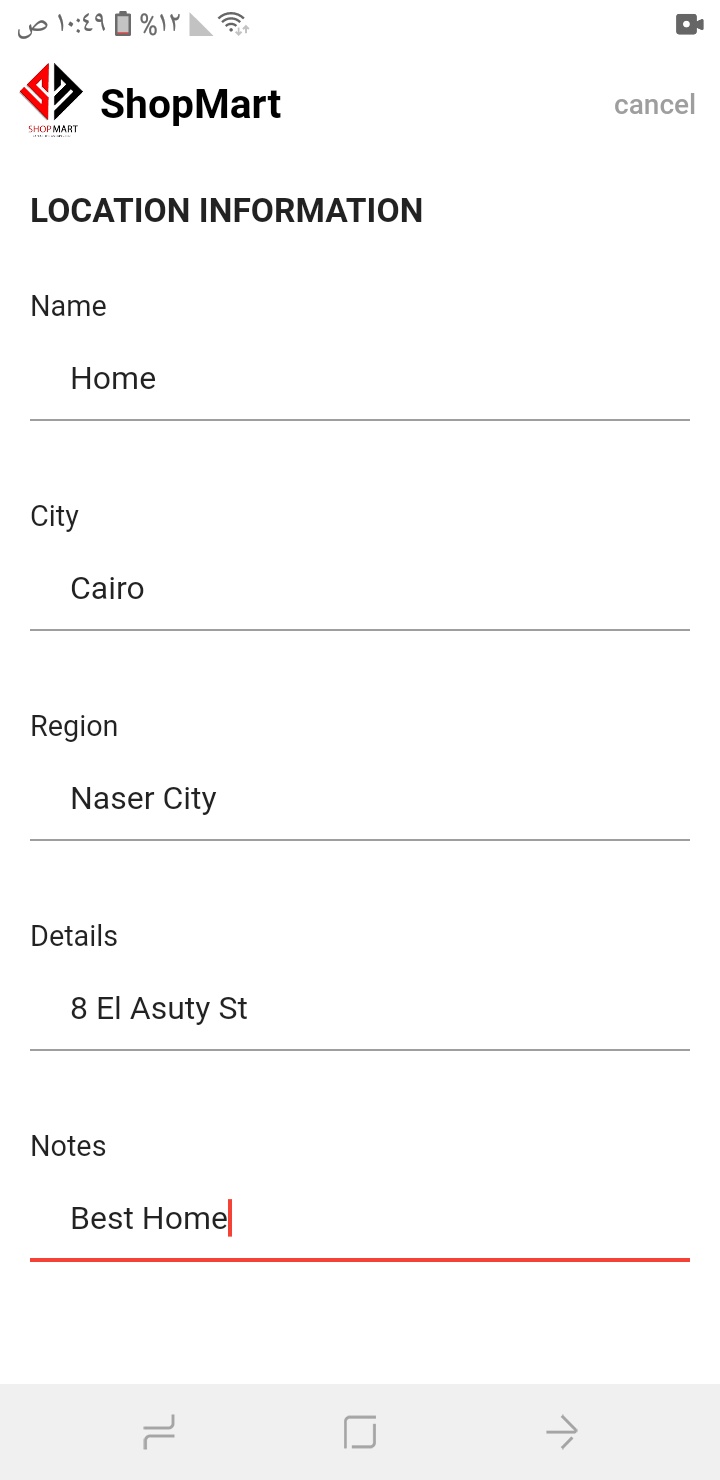 ١٠:٤٩ ص %١٢
SHOP MART
ShopMart
cancel
LOCATION INFORMATION
Name
Home
City
Cairo
Region
Naser City
Details
8 El Asuty St
Notes
Best Home